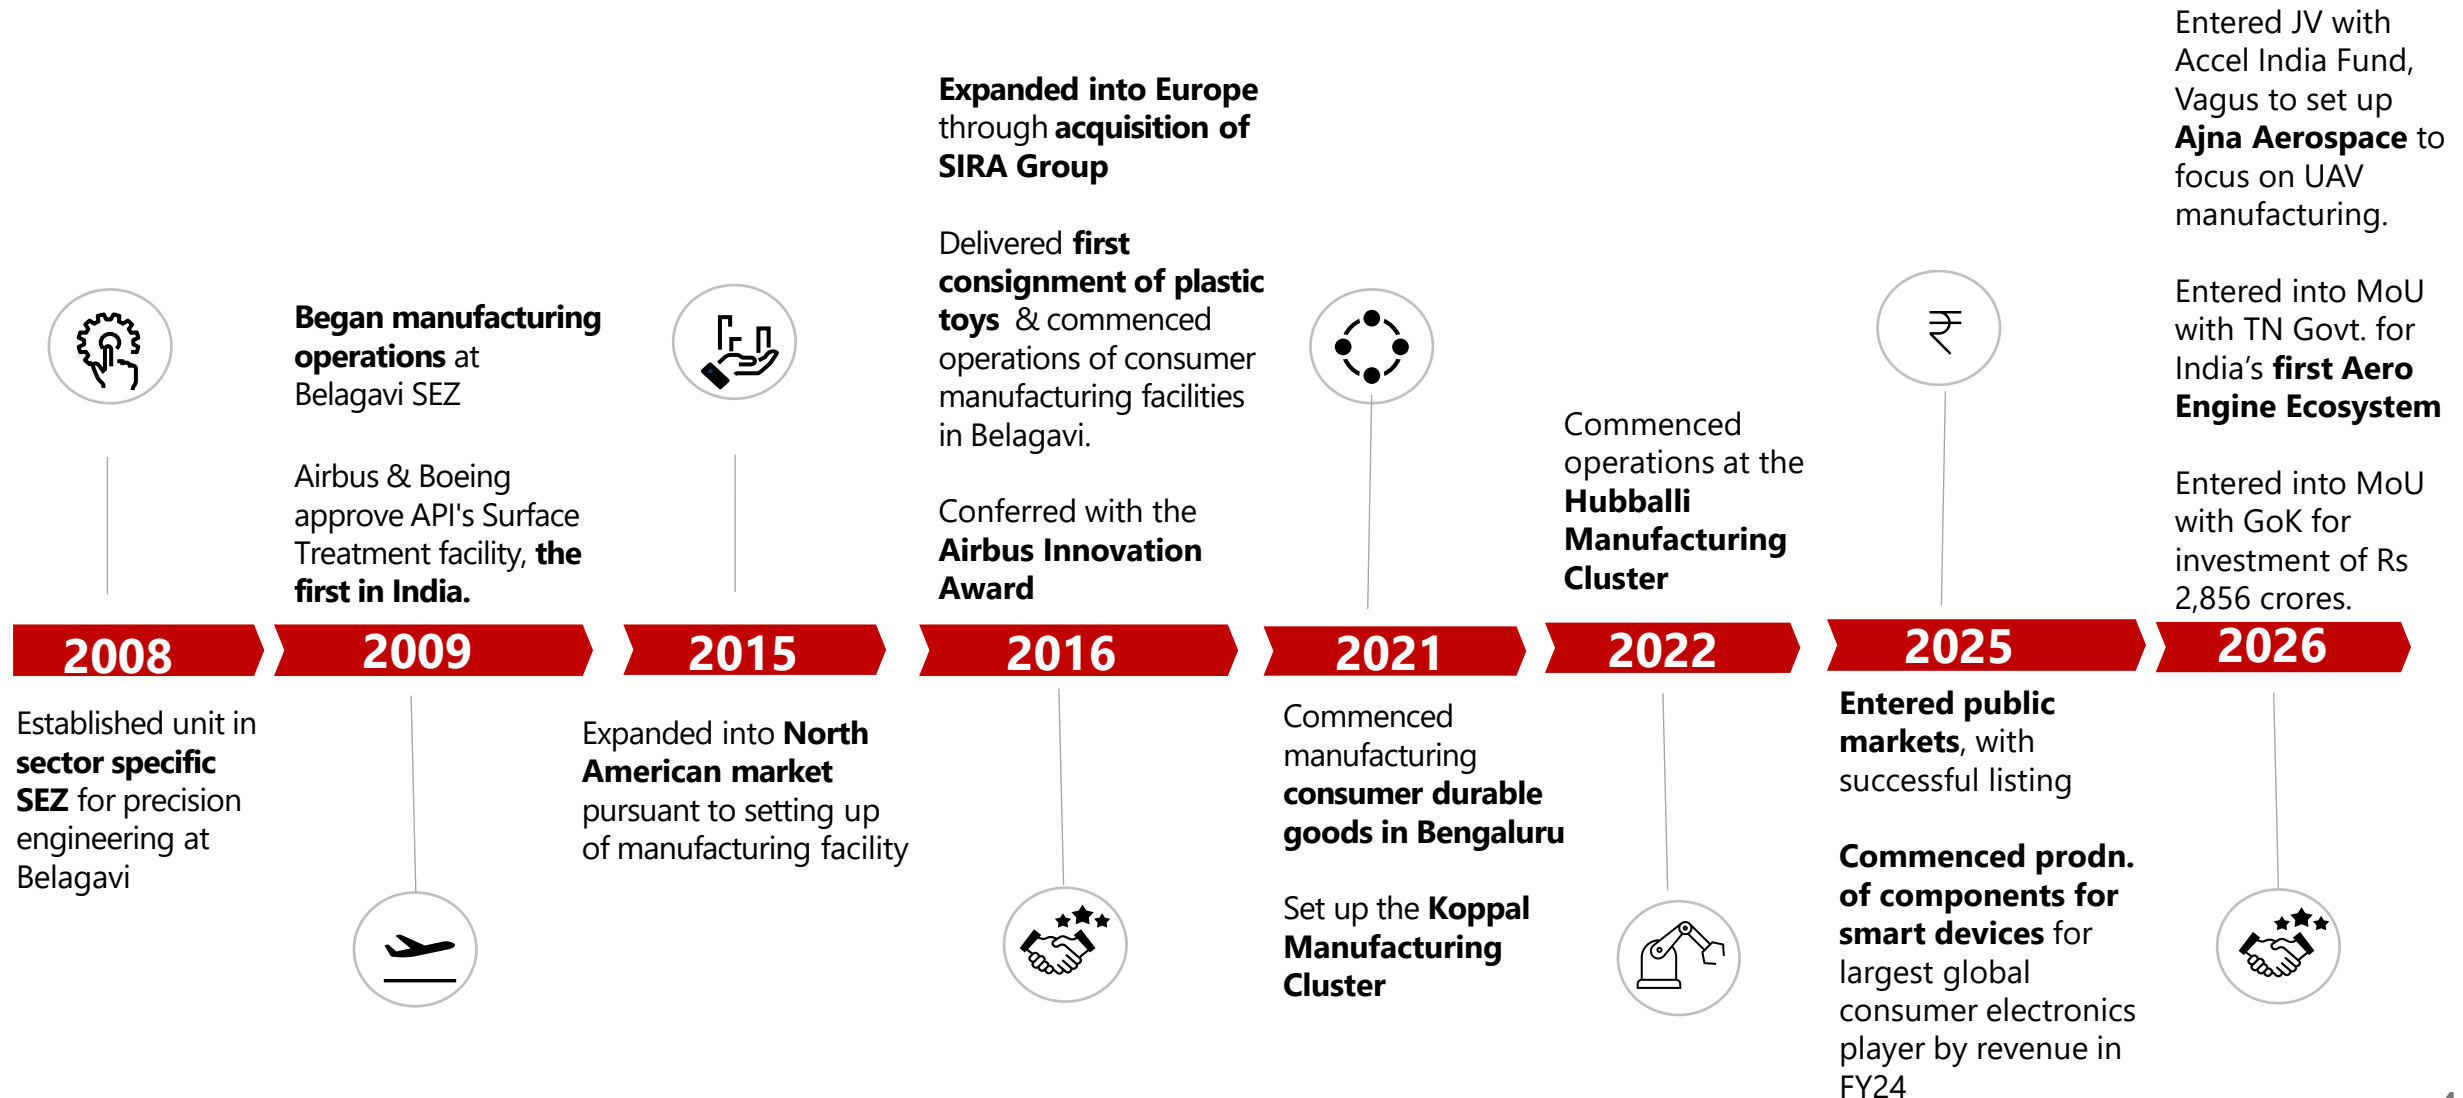 2008
Established unit in
sector specific
SEZ for precision
engineering at
Belagavi
Began manufacturing
operations at
Belagavi SEZ
Airbus & Boeing
approve API's Surface
Treatment facility, the
first in India.
2009
2015
Expanded into North
American market
pursuant to setting up
of manufacturing facility
Expanded into Europe
through acquisition of
SIRA Group
Delivered first
consignment of plastic
toys & commenced
operations of consumer
manufacturing facilities
in Belagavi.
Conferred with the
Airbus Innovation
Award
2016
2021
Commenced
manufacturing
consumer durable
goods in Bengaluru
Set up the Koppal
Manufacturing
Cluster
Commenced
operations at the
Hubballi
Manufacturing
Cluster
2022
₹
2025
Entered public
markets, with
successful listing
Commenced prodn.
of components for
smart devices for
largest global
consumer electronics
player by revenue in
FY24
Entered JV with
Accel India Fund,
Vagus to set up
Ajna Aerospace to
focus on UAV
manufacturing.
Entered into MoU
with TN Govt. for
India's first Aero
Engine Ecosystem
Entered into MoU
with GoK for
investment of Rs
2,856 crores.
2026